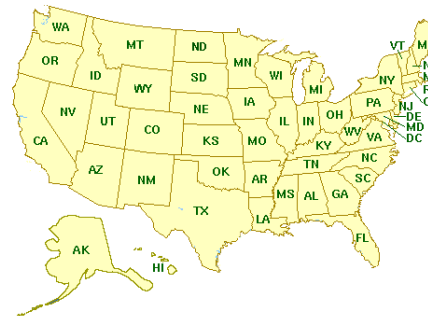 WA
MT
ND
MN
VT
M
OR
ID
WY
SD
WI
MI
NY
N
M
R
C
NV
UT
CO
NE
IA
IL
IN
OH
PA
NJ
DE
MD
DC
CA
AZ
NM
KS
MO
KY
WV
VA
OK
AR
TN
NC
SC
TX
LA
MS
AL
GA
FL
AK
HI